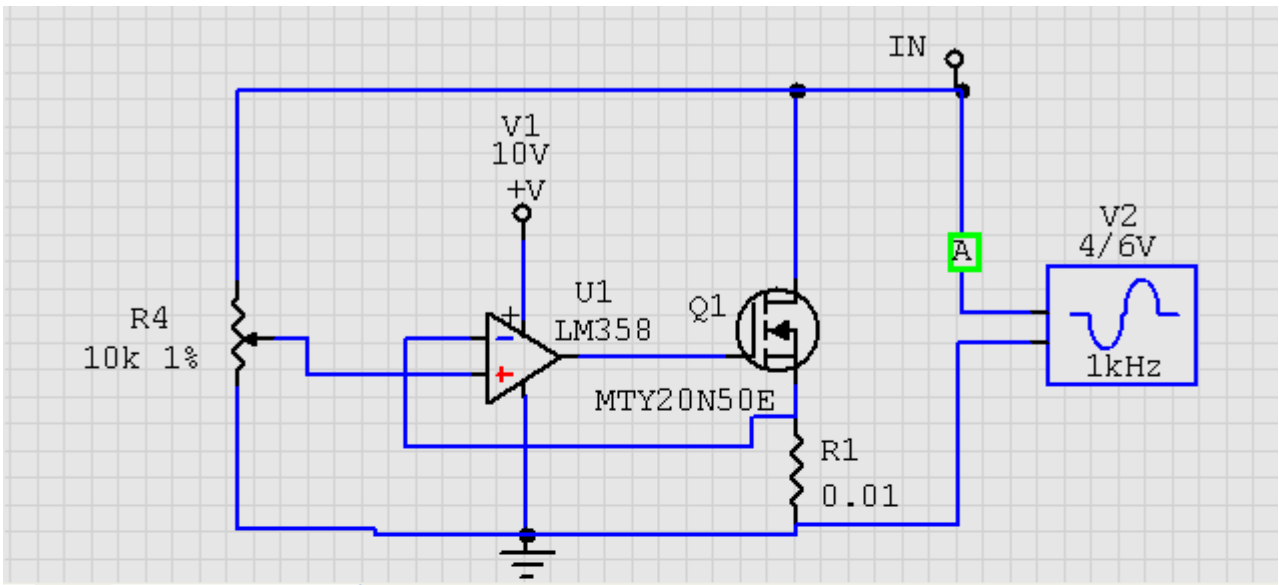 IN
V1
10V
+V
V2
4/6V
A
U1
LM358
Q1
R4
10k 1%
+
-
+
1kHz
MTY20N50E
R1
0.01